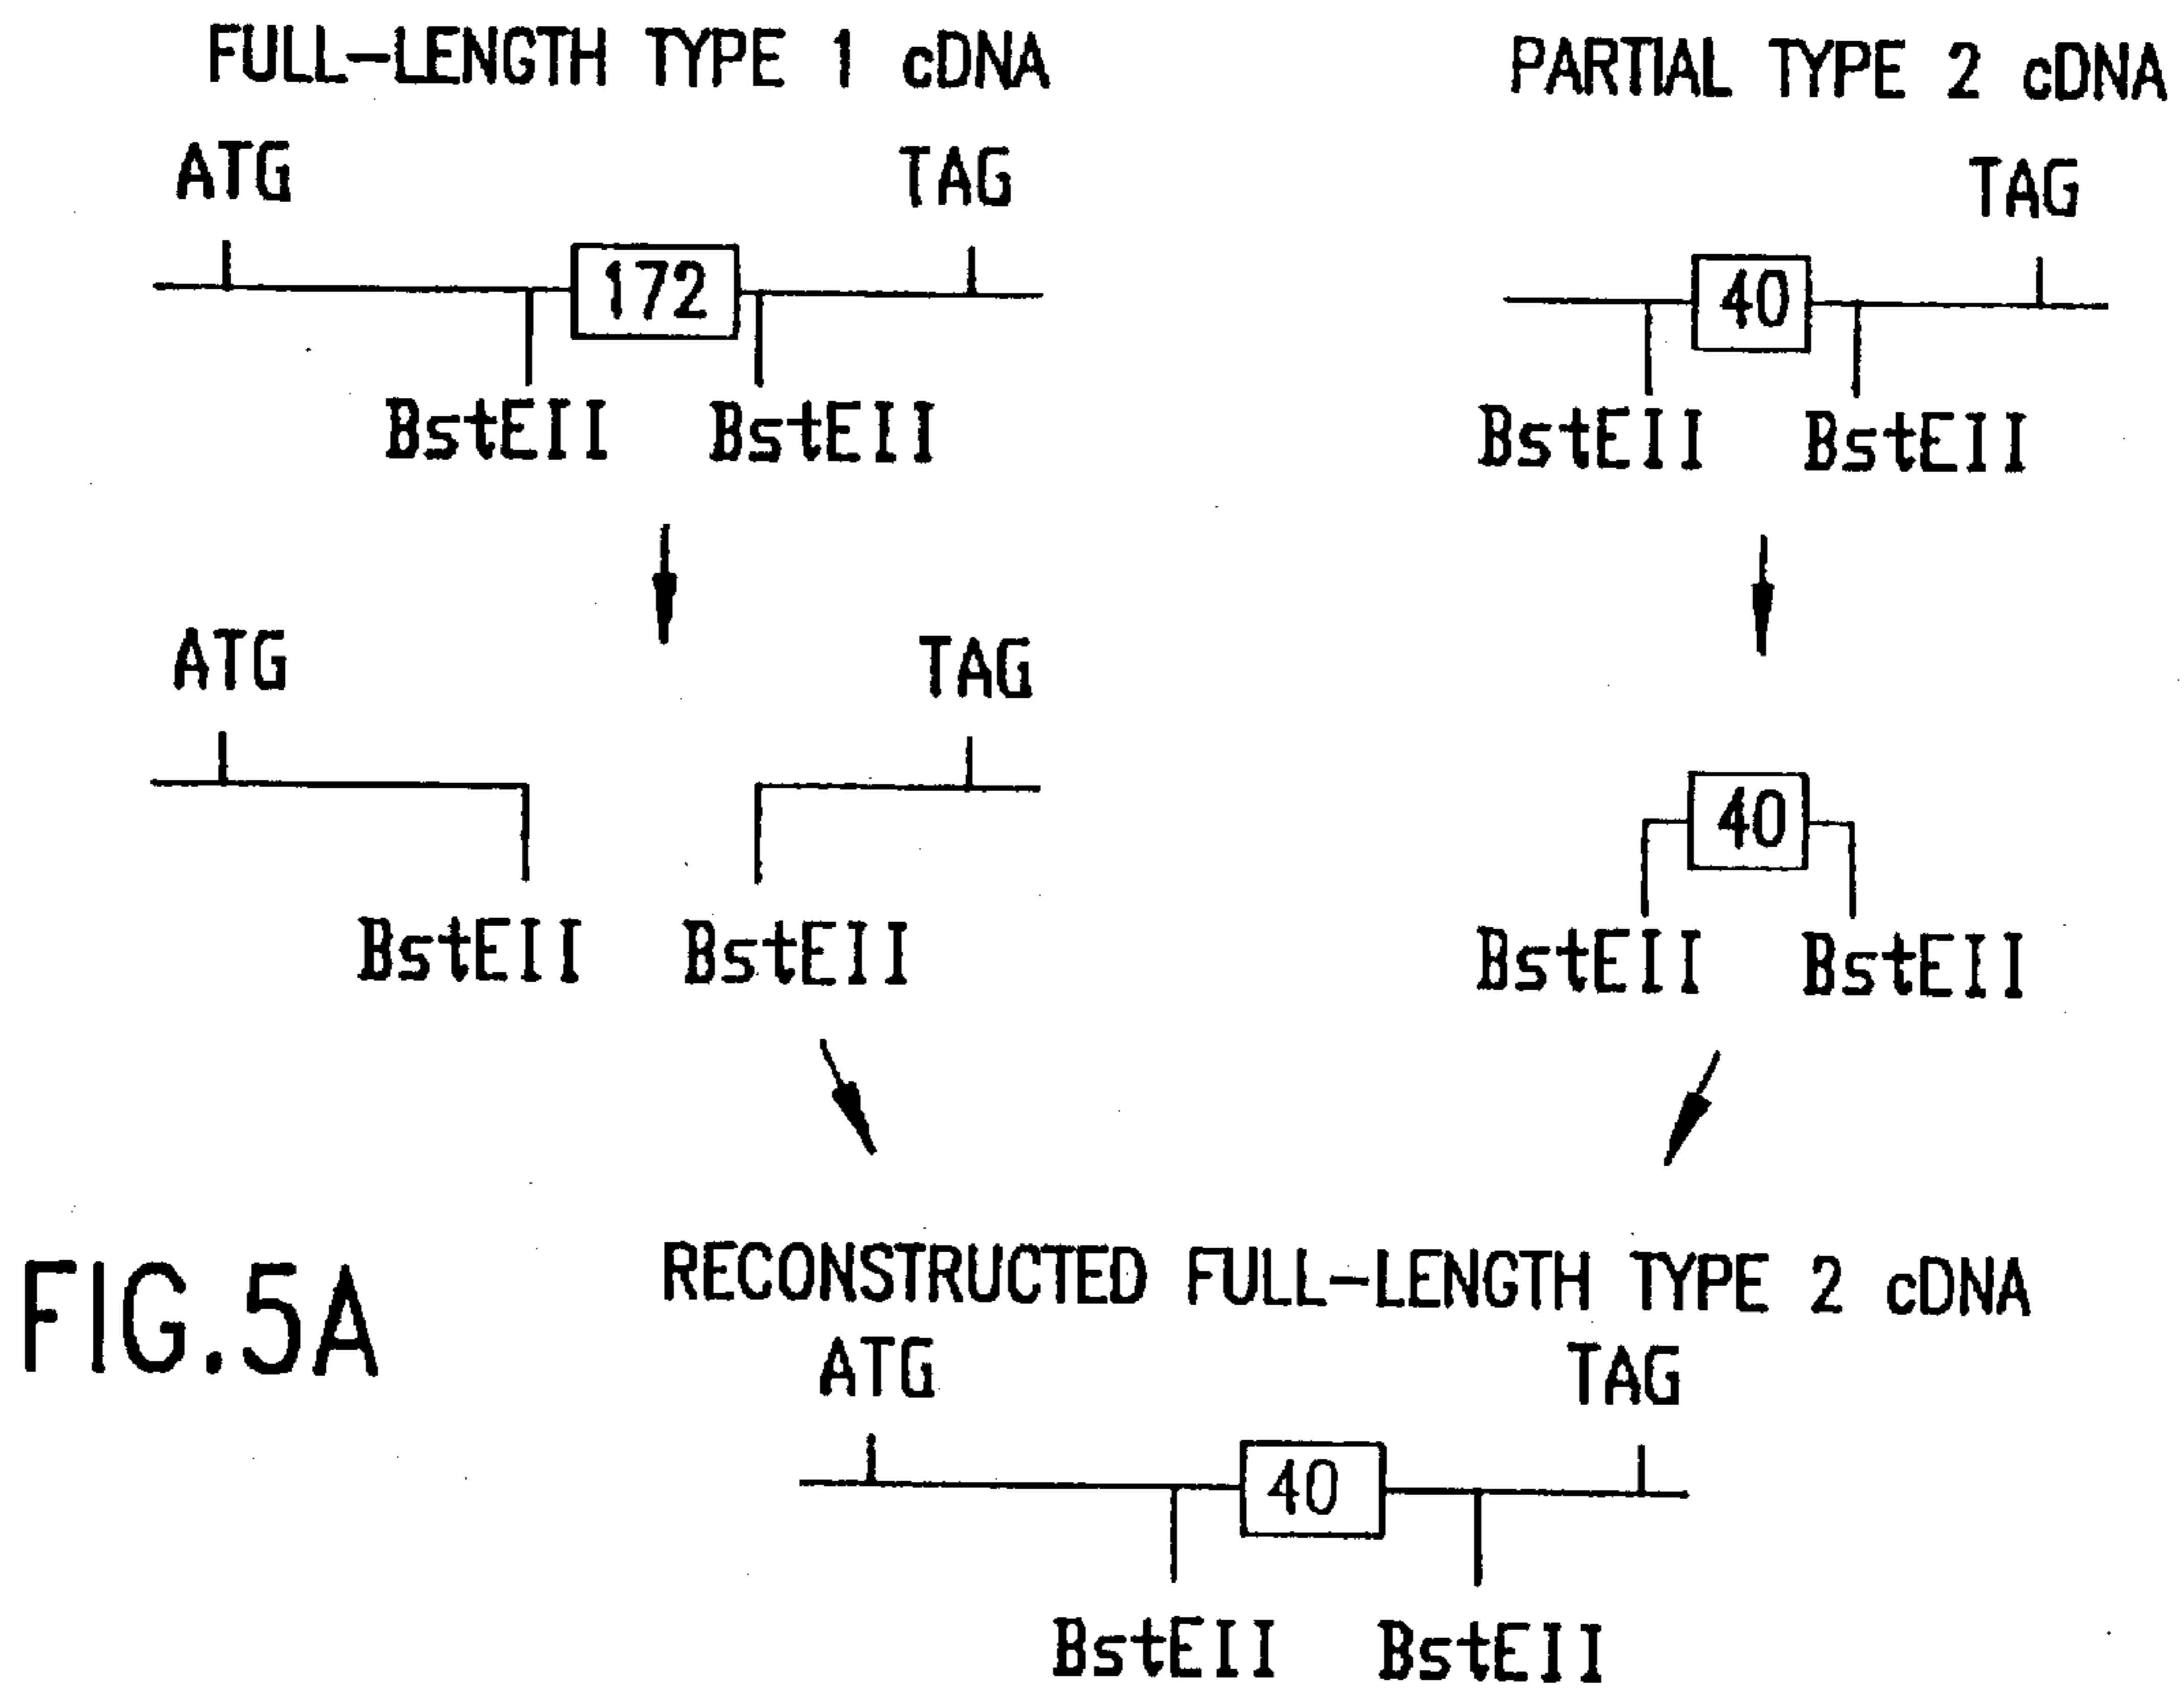 FULL-LENGTH TYPE 1 cDNA
PARTIAL TYPE 2 cDNA
ATG
TAG
TAG
172
40
BstEII
BstEII
BstEII
BstEII
ATG
TAG
40
BstEII
BstEII
BstEII
BstEII
RECONSTRUCTED FULL-LENGTH TYPE 2 cDNA
FIG.5A
ATG
TAG
40
BstEII
BstEII